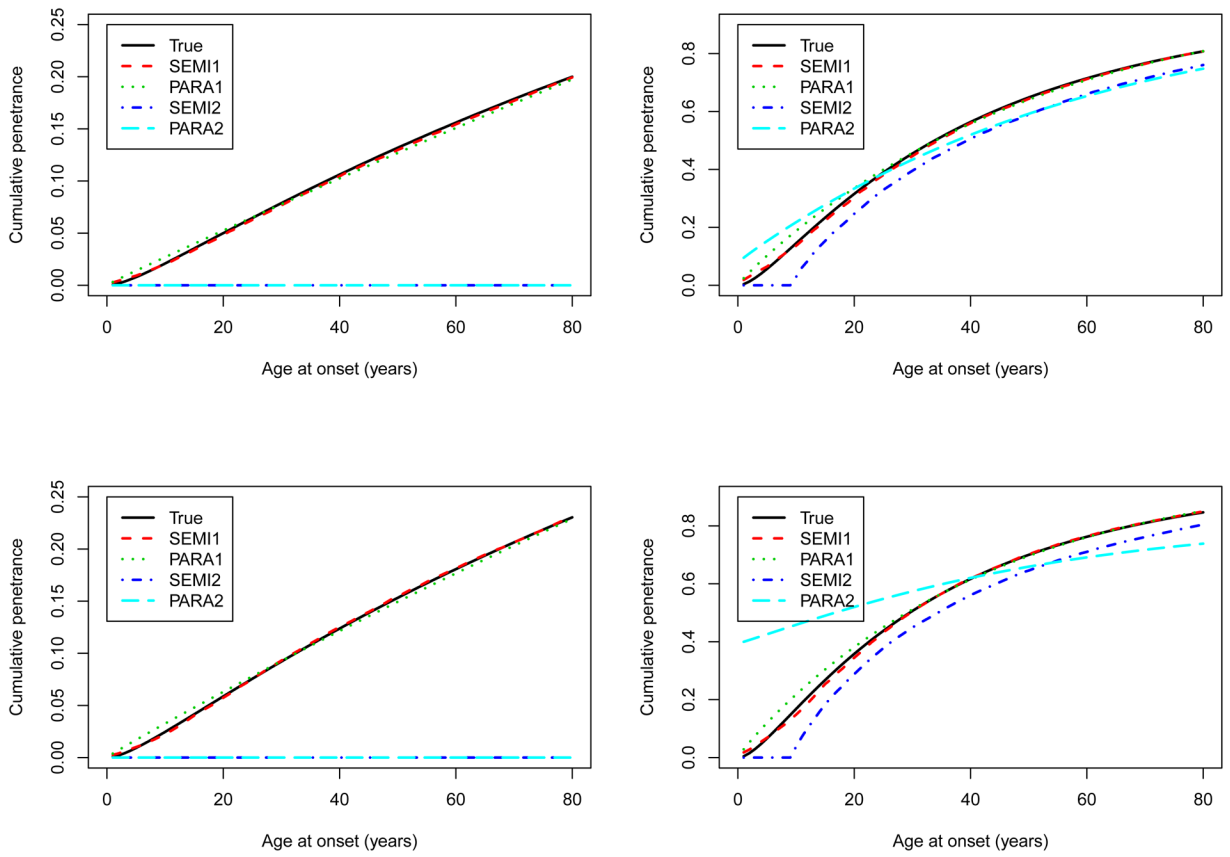 Cumulative penetrance
0.00 0.05 0.10 0.15 0.20 0.25
True
SEMI1
PARA1
SEMI2
PARA2
0 20 40 60 80
Age at onset (years)
Cumulative penetrance
0.0 0.2 0.4 0.6 0.8
True
SEMI1
PARA1
SEMI2
PARA2
0 20 40 60 80
Age at onset (years)
Cumulative penetrance
0.00 0.05 0.10 0.15 0.20 0.25
True
SEMI1
PARA1
SEMI2
PARA2
0 20 40 60 80
Age at onset (years)
Cumulative penetrance
0.0 0.2 0.4 0.6 0.8
True
SEMI1
PARA1
SEMI2
PARA2
0 20 40 60 80
Age at onset (years)